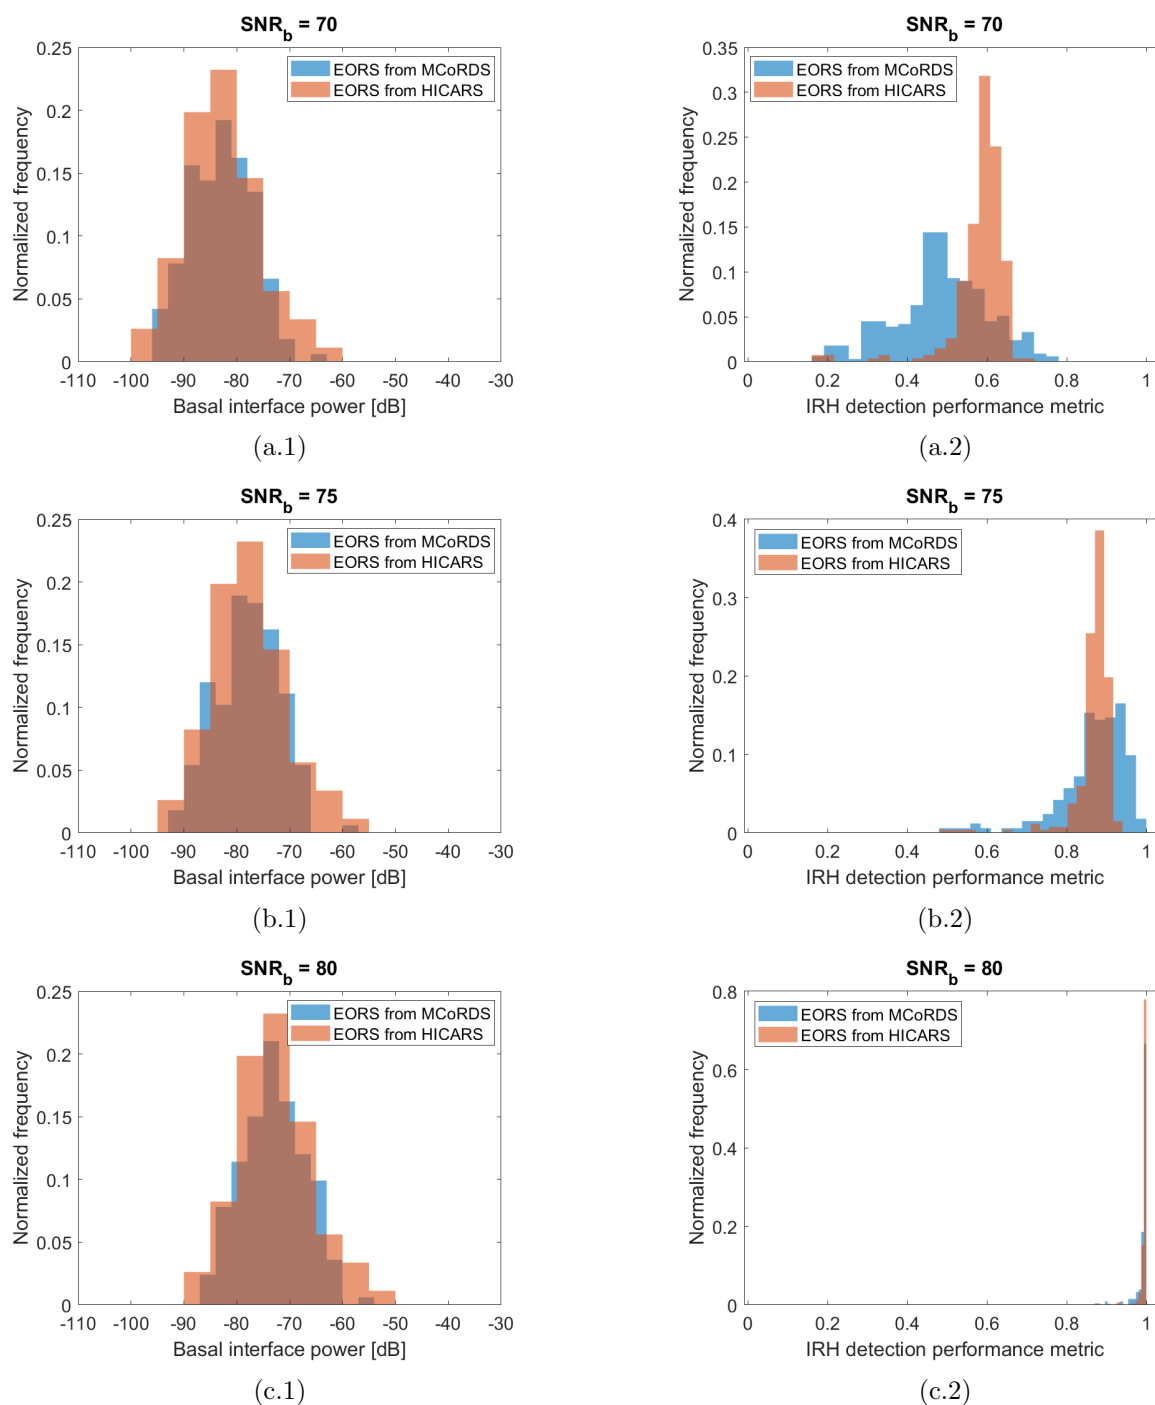 SNR_b = 70
0.25
0.2
0.15
0.1
0.05
0
Normalized frequency
EORS from MCoRDS
EORS from HICARS
-110 -100 -90 -80 -70 -60 -50 -40 -30
Basal interface power [dB]
(a.1)
SNR_b = 70
0.35
0.3
0.25
0.2
0.15
0.1
0.05
0
Normalized frequency
EORS from MCoRDS
EORS from HICARS
0 0.2 0.4 0.6 0.8 1
IRH detection performance metric
(a.2)
SNR_b = 75
0.25
0.2
0.15
0.1
0.05
0
Normalized frequency
EORS from MCoRDS
EORS from HICARS
-110 -100 -90 -80 -70 -60 -50 -40 -30
Basal interface power [dB]
(b.1)
SNR_b = 75
0.4
0.3
0.2
0.1
0
Normalized frequency
EORS from MCoRDS
EORS from HICARS
0 0.2 0.4 0.6 0.8 1
IRH detection performance metric
(b.2)
SNR_b = 80
0.25
0.2
0.15
0.1
0.05
0
Normalized frequency
EORS from MCoRDS
EORS from HICARS
-110 -100 -90 -80 -70 -60 -50 -40 -30
Basal interface power [dB]
(c.1)
SNR_b = 80
0.8
0.6
0.4
0.2
0
Normalized frequency
EORS from MCoRDS
EORS from HICARS
0 0.2 0.4 0.6 0.8 1
IRH detection performance metric
(c.2)